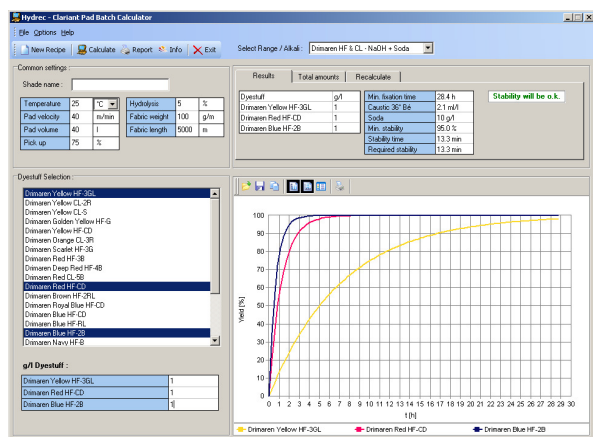 Hydrec - Clariant Pad Batch Calculator
File Options Help
New Recipe Calculate Report Info Exit Select Range / Alkali : Drimaren HF & CL - NaOH + Soda
Common settings :
Shade name :
Temperature 25 °C Hydrolysis 5 %
Pad velocity 40 m/min Fabric weight 100 g/m
Pad volume 40 l Fabric length 5000 m
Pick up 75 %
Results Total amounts Recalculate
Dyestuff g/l
Drimaren Yellow HF-3GL 1
Drimaren Red HF-CD 1
Drimaren Blue HF-2B 1
Min. fixation time 28.4 h
Caustic 36° Bé 2.1 ml/l
Soda 10 g/l
Min. stability 95.0 %
Stability time 13.3 min
Required stability 13.3 min
Stability will be o.k.
Dyestuff Selection :
Drimaren Yellow HF-3GL
Drimaren Yellow CL-2R
Drimaren Yellow CL-S
Drimaren Golden Yellow HF-G
Drimaren Yellow HF-CD
Drimaren Orange CL-3R
Drimaren Scarlet HF-3G
Drimaren Red HF-3B
Drimaren Deep Red HF-4B
Drimaren Red CL-5B
Drimaren Red HF-CD
Drimaren Brown HF-2RL
Drimaren Royal Blue HF-CD
Drimaren Blue HF-CD
Drimaren Blue HF-RL
Drimaren Blue HF-2B
Drimaren Navy HF-B
g/l Dyestuff :
Drimaren Yellow HF-3GL 1
Drimaren Red HF-CD 1
Drimaren Blue HF-2B 1
100
90
80
70
60
50
40
30
20
10
0
Yield [%]
0 1 2 3 4 5 6 7 8 9 10 11 12 13 14 15 16 17 18 19 20 21 22 23 24 25 26 27 28 29 30
t [h]
Drimaren Yellow HF-3GL Drimaren Red HF-CD Drimaren Blue HF-2B